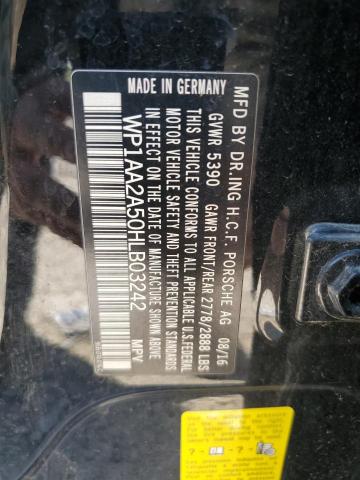 MFD BY DR.ING H.C.F. PORSCHE AG 08/16
GVWR 5390 GAWR FRONT/REAR 2778/2888 LBS
THIS VEHICLE CONFORMS TO ALL APPLICABLE U.S.FEDERAL
MOTOR VEHICLE SAFETY AND THEFT PREVENTION STANDARDS
IN EFFECT ON THE DATE OF MANUFACTURE SHOWN ABOVE
WP1AA2A50HLB03242 MPV
MADE IN GERMANY